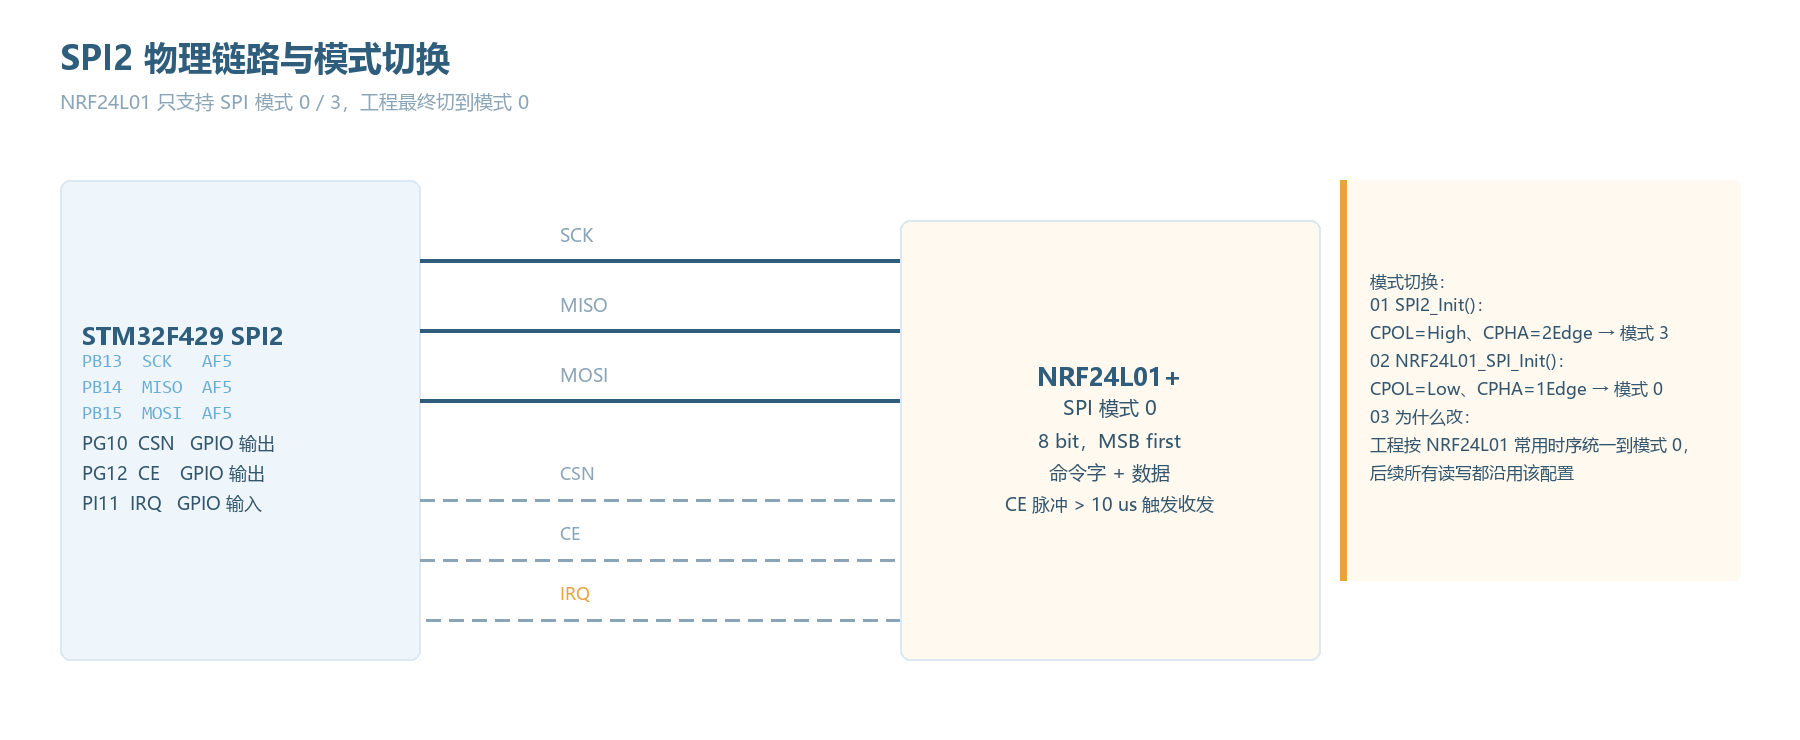 SPI2 物理链路与模式切换
NRF24L01 只支持 SPI 模式 0 / 3，工程最终切到模式 0
STM32F429 SPI2
PB13 SCK AF5
PB14 MISO AF5
PB15 MOSI AF5
PG10 CSN GPIO 输出
PG12 CE GPIO 输出
PI11 IRQ GPIO 输入
SCK
MISO
MOSI
CSN
CE
IRQ
NRF24L01+
SPI 模式 0
8 bit，MSB first
命令字 + 数据
CE 脉冲 > 10 us 触发收发
模式切换：
01 SPI2_Init()：
CPOL=High、CPHA=2Edge → 模式 3
02 NRF24L01_SPI_Init()：
CPOL=Low、CPHA=1Edge → 模式 0
03 为什么改：
工程按 NRF24L01 常用时序统一到模式 0，
后续所有读写都沿用该配置